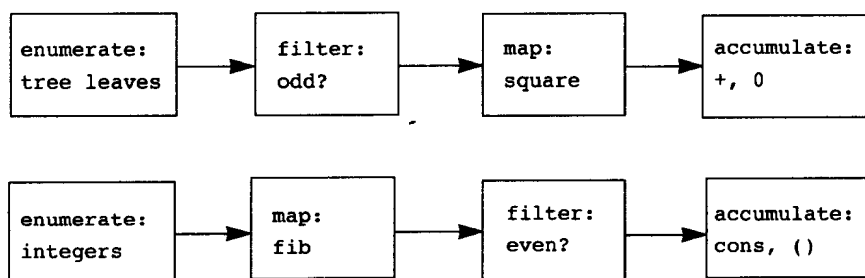 enumerate:
tree leaves
filter:
odd?
map:
square
accumulate:
+, 0
enumerate:
integers
map:
fib
filter:
even?
accumulate:
cons, ()